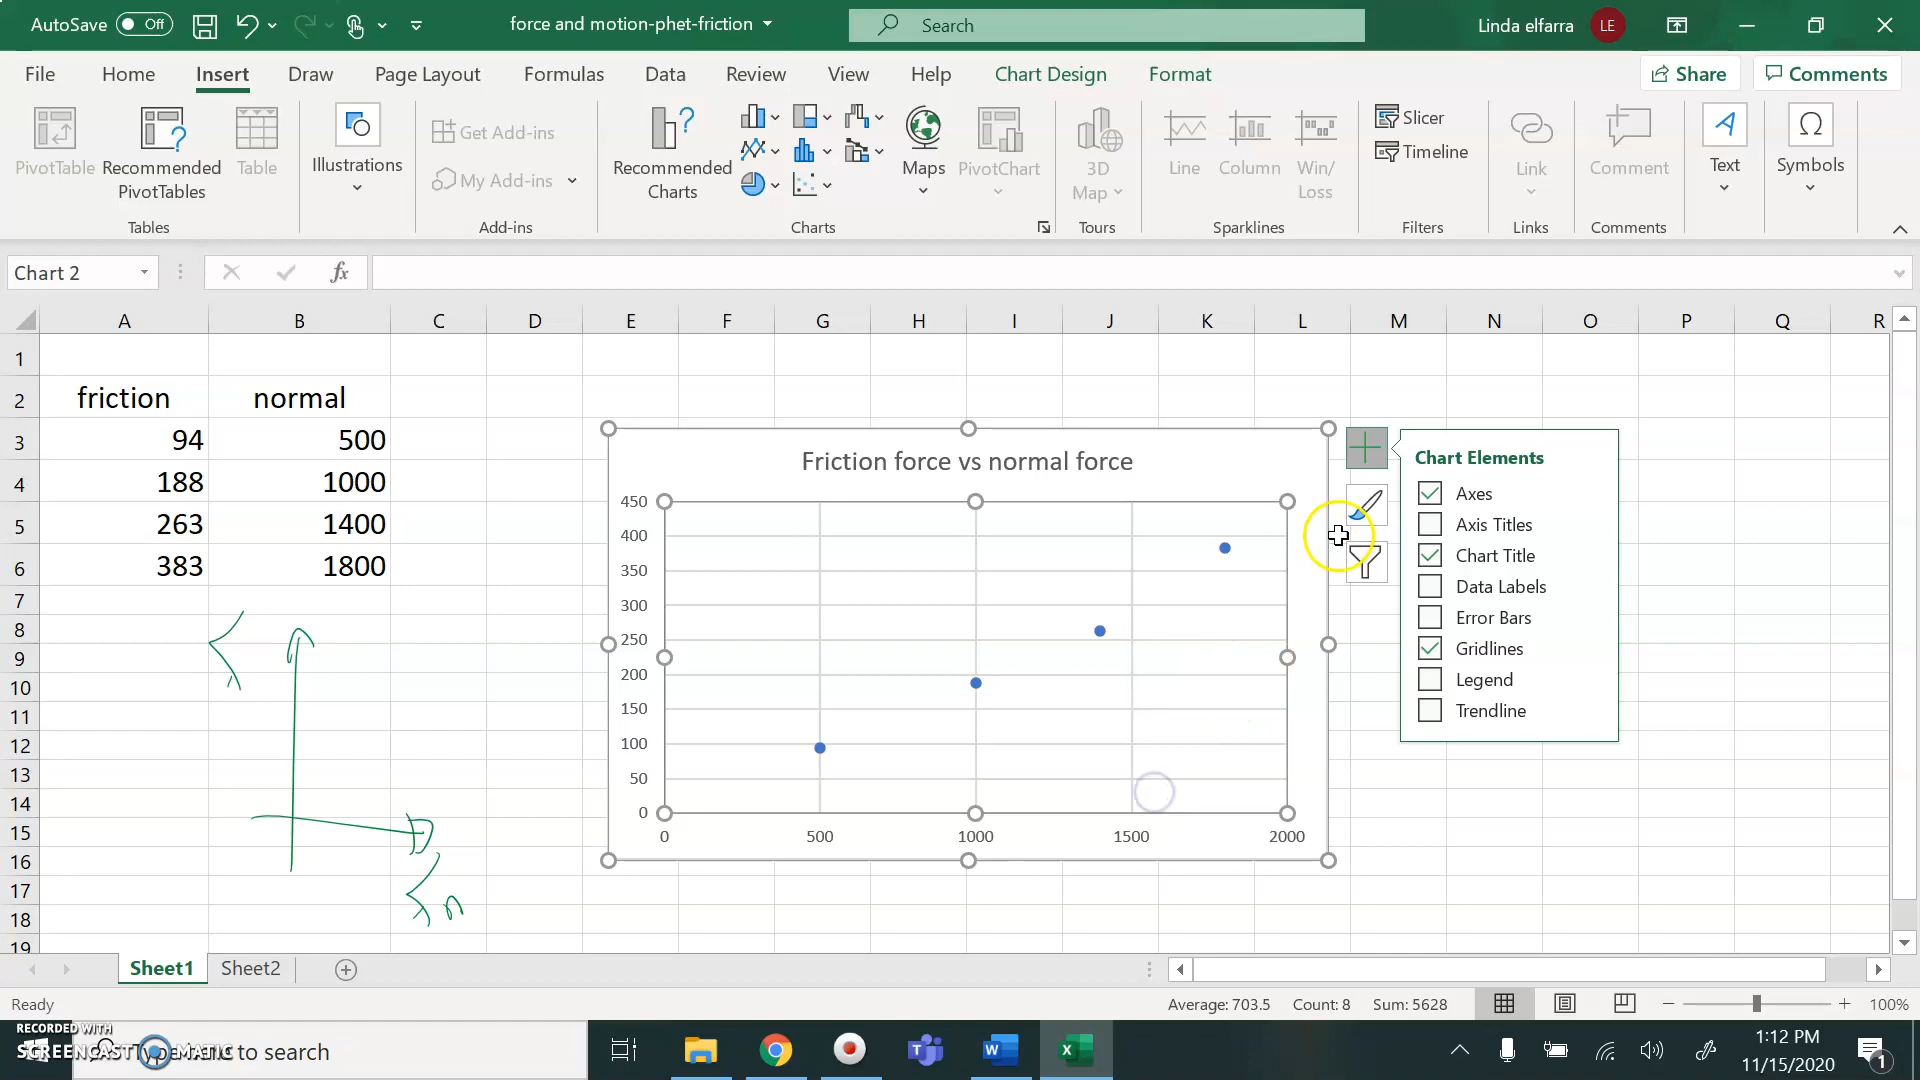 AutoSave Off
force and motion-phet-friction
Search
Linda elfarra LE
File Home Insert Draw Page Layout Formulas Data Review View Help Chart Design Format Share Comments
PivotTable
Recommended PivotTables
Table
Tables
Illustrations
Get Add-ins
My Add-ins
Add-ins
Recommended Charts
Charts
Maps
PivotChart
3D Map
Tours
Line
Column
Win/Loss
Sparklines
Slicer
Timeline
Filters
Link
Links
Comment
Comments
Text
Symbols
Chart 2
fx
A B C D E F G H I J K L M N O P Q R
1
2 friction normal
3 94 500
4 188 1000
5 263 1400
6 383 1800
7
8
9
10
11
12
13
14
15
16
17
18
19
n
Friction force vs normal force
450
400
350
300
250
200
150
100
50
0
0 500 1000 1500 2000
Chart Elements
Axes
Axis Titles
Chart Title
Data Labels
Error Bars
Gridlines
Legend
Trendline
Sheet1 Sheet2
Ready
Average: 703.5 Count: 8 Sum: 5628
100%
RECORDED WITH
SCREENCAST MATIC
to search
1:12 PM
11/15/2020
1